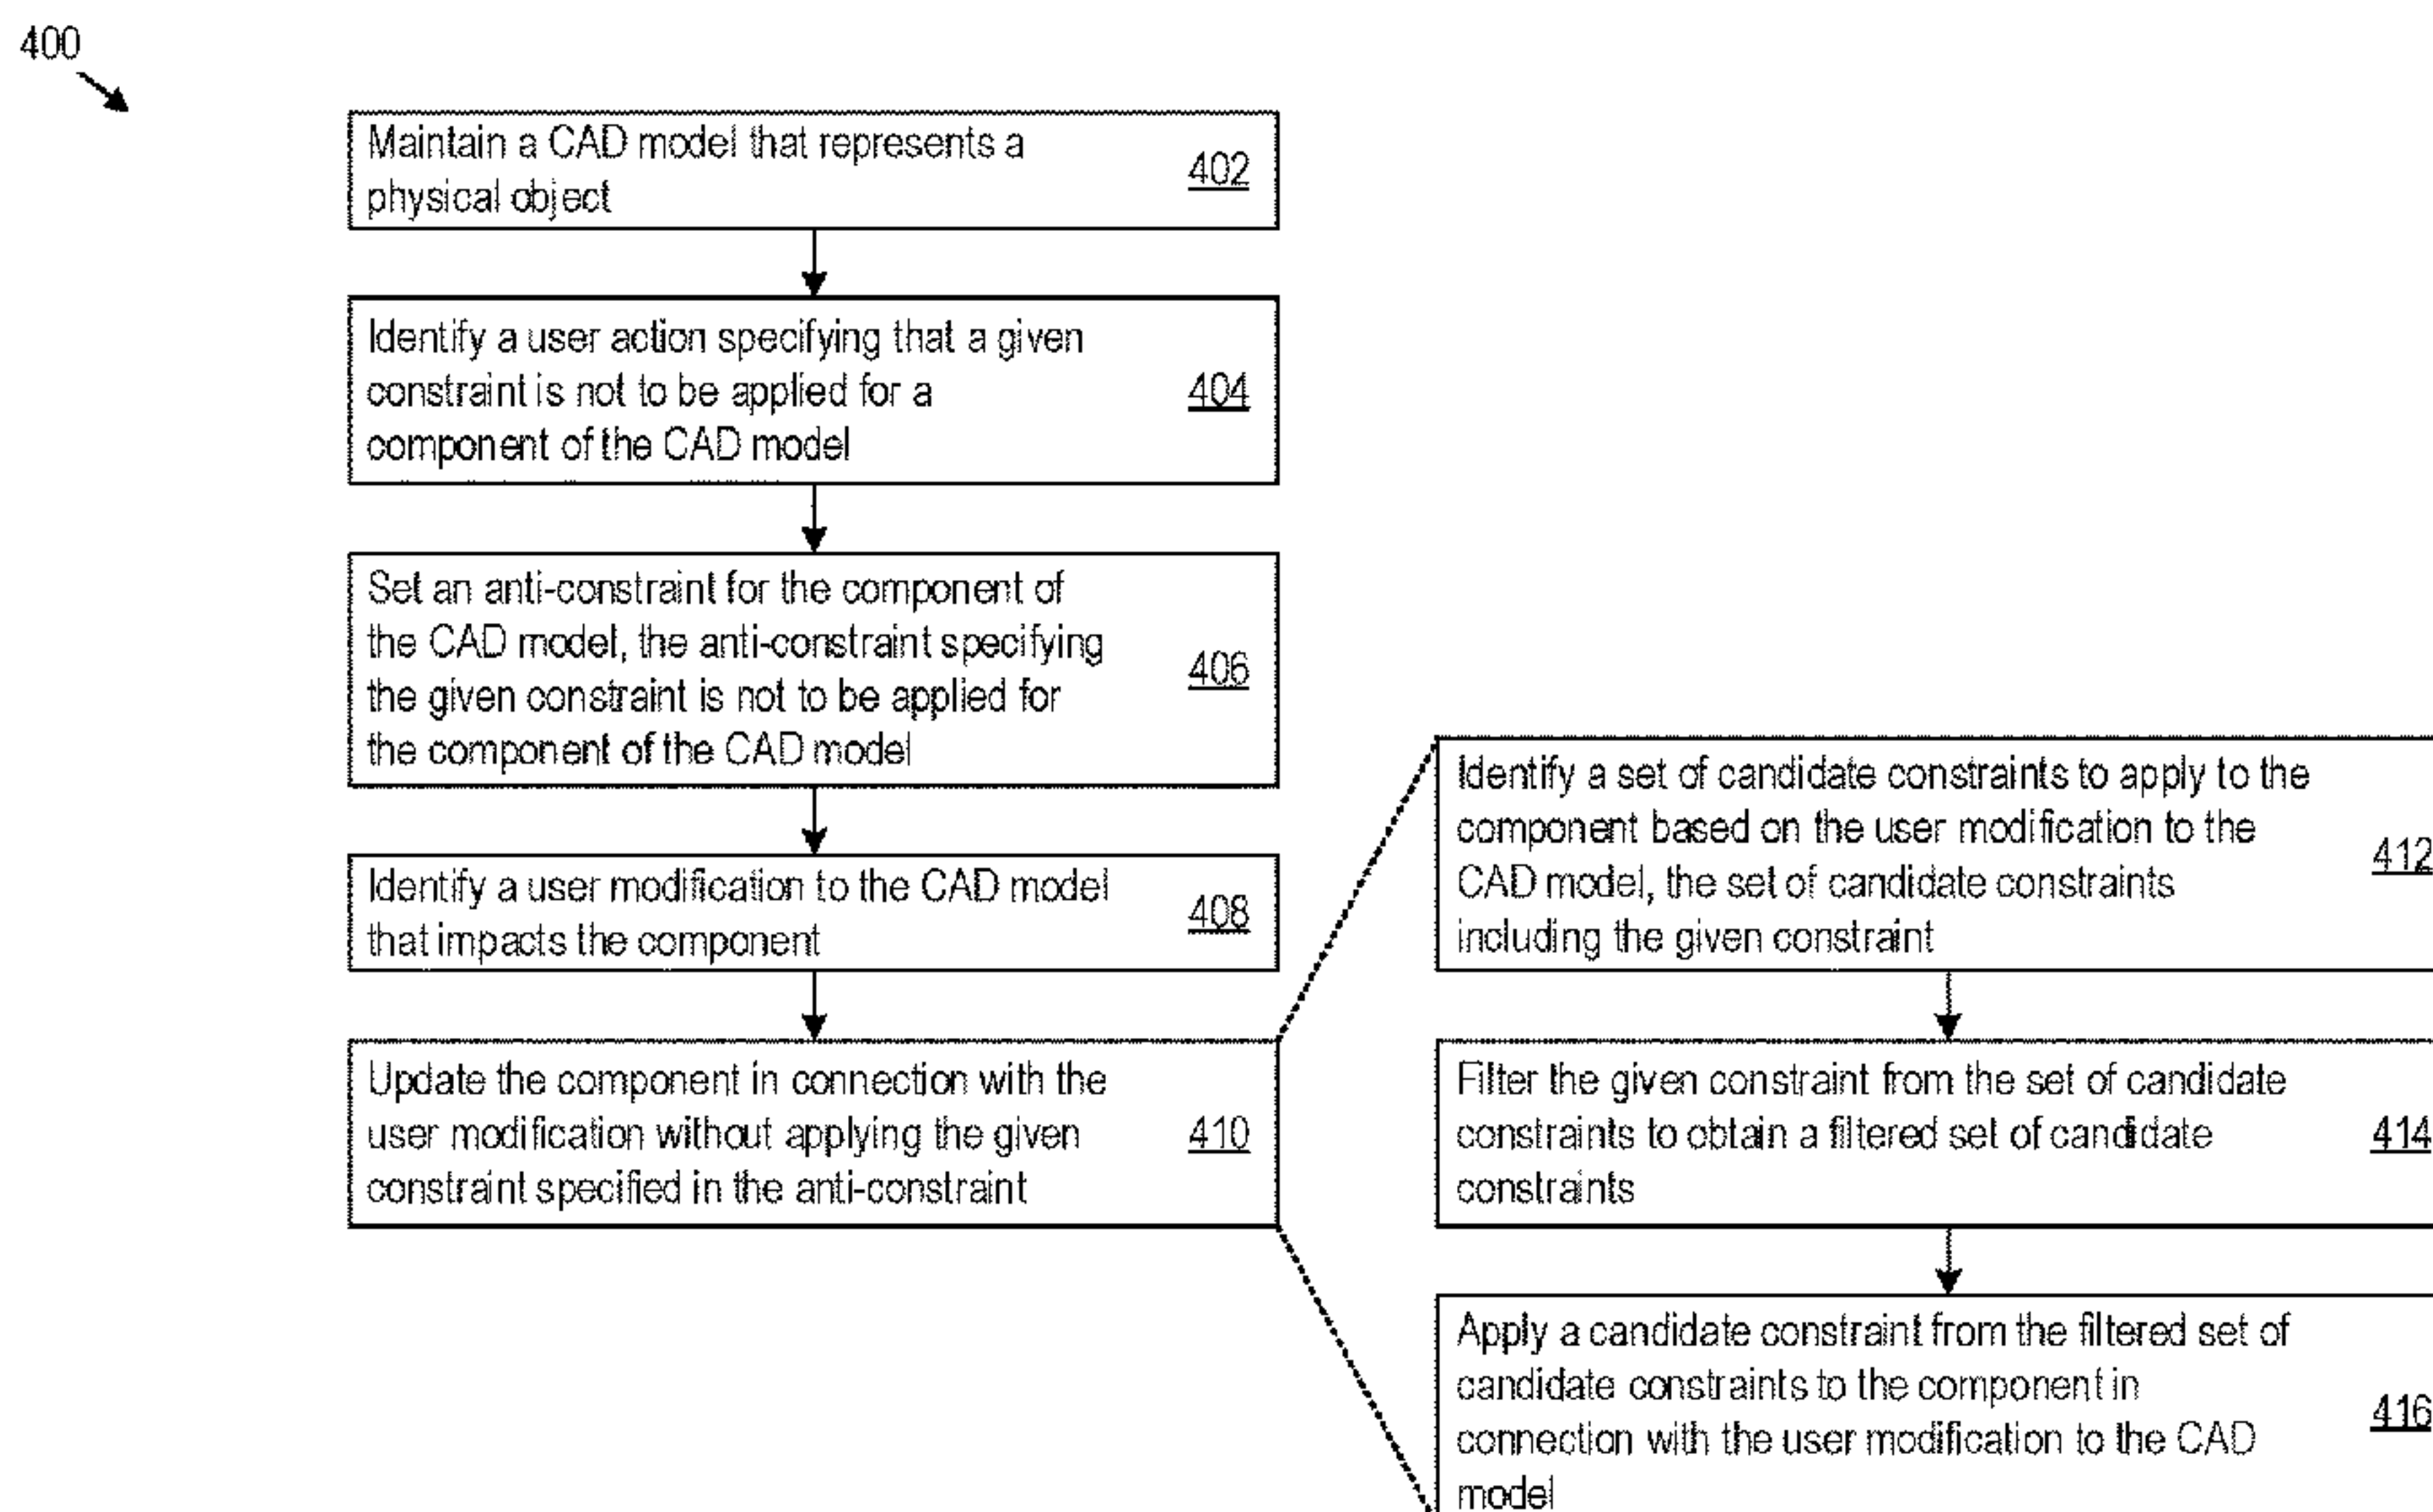 400
Maintain a CAD model that represents a
physical object
402
Identify a user action specifying that a given
constraint is not to be applied for a
component of the CAD model
404
Set an anti-constraint for the component of
the CAD model, the anti-constraint specifying
the given constraint is not to be applied for
the component of the CAD model
406
Identify a user modification to the CAD model
that impacts the component
408
Update the component in connection with the
user modification without applying the given
constraint specified in the anti-constraint
410
Identify a set of candidate constraints to apply to the
component based on the user modification to the
CAD model, the set of candidate constraints
including the given constraint
412
Filter the given constraint from the set of candidate
constraints to obtain a filtered set of candidate
constraints
414
Apply a candidate constraint from the filtered set of
candidate constraints to the component in
connection with the user modification to the CAD
model
416